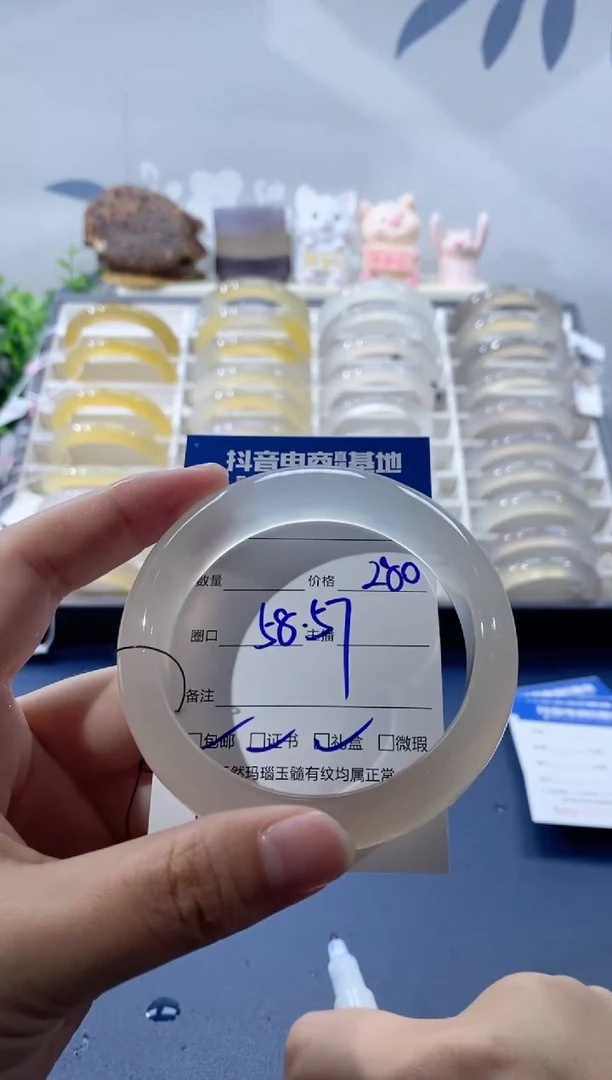 抖音电商直播基地
数量 价格 280
圈口 58.57 主播
备注
包邮 证书 礼盒 微瑕
然玛瑙玉髓有纹均属正常